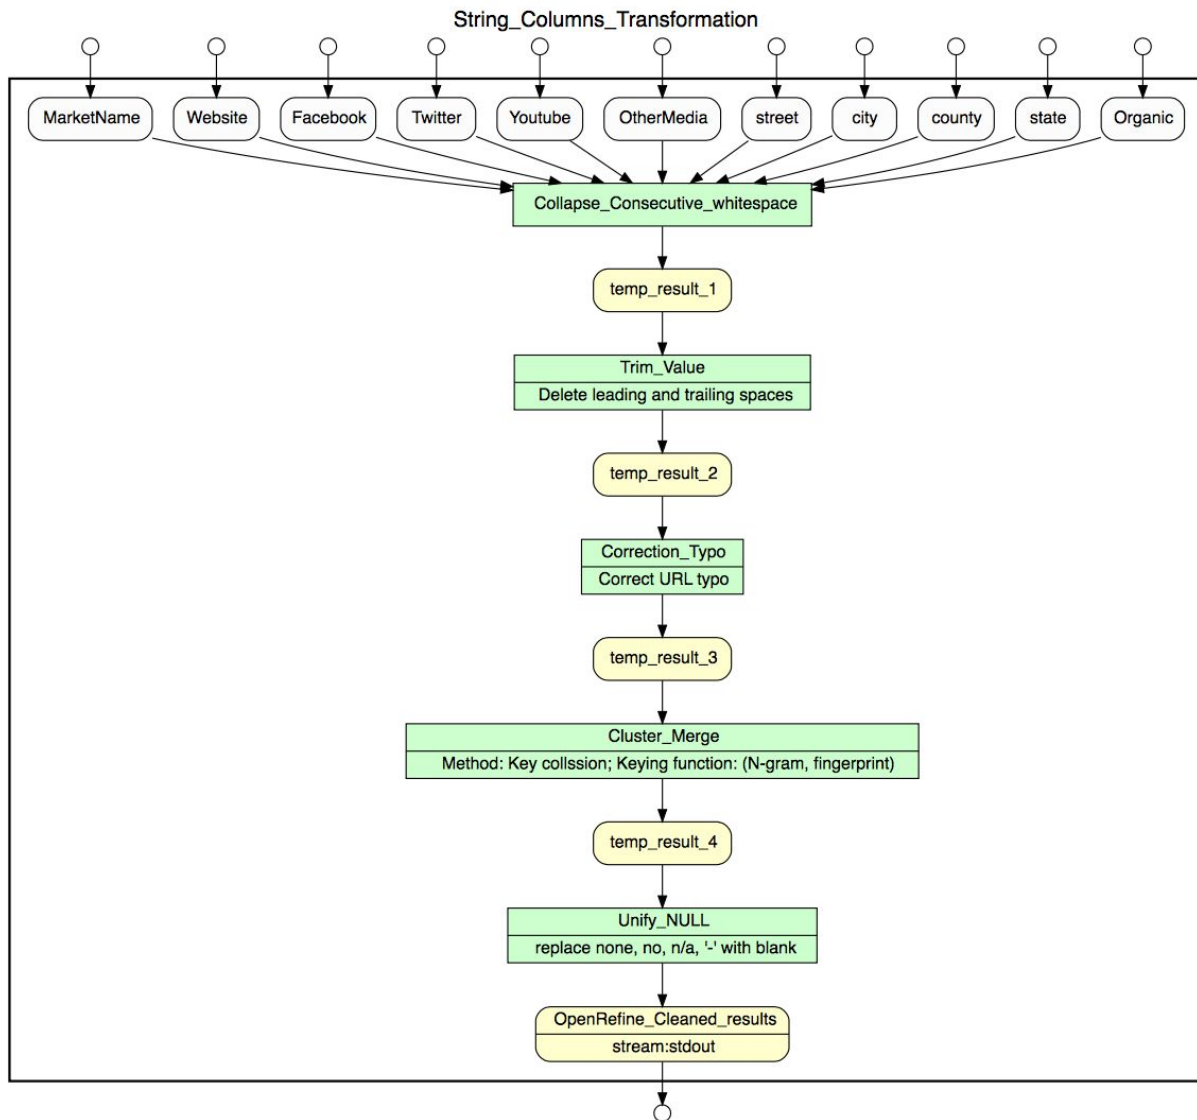 String_Columns_Transformation
MarketName Website Facebook Twitter Youtube OtherMedia street city county state Organic
Collapse_Consecutive_whitespace
temp_result_1
Trim_Value
Delete leading and trailing spaces
temp_result_2
Correction_Typo
Correct URL typo
temp_result_3
Cluster_Merge
Method: Key collssion; Keying function: (N-gram, fingerprint)
temp_result_4
Unify_NULL
replace none, no, n/a, '-' with blank
OpenRefine_Cleaned_results
stream:stdout